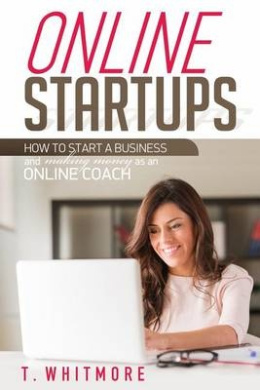 ONLINE
STARTUPS
HOW TO START A BUSINESS
and making money as an
ONLINE COACH
T. WHITMORE